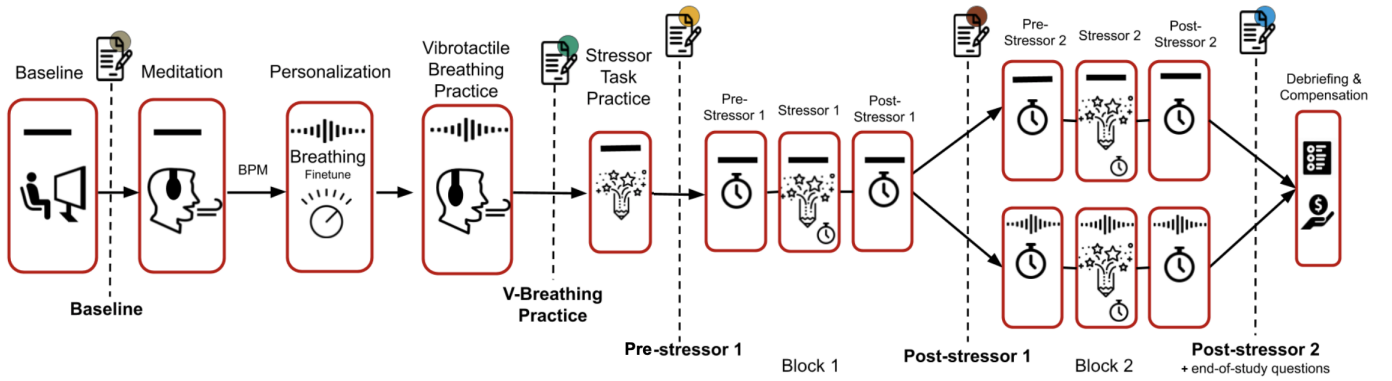 Baseline
Meditation
Personalization
Vibrotactile
Breathing
Practice
Stressor
Task
Practice
Pre-
Stressor 1
Stressor 1
Post-
Stressor 1
Pre-
Stressor 2
Stressor 2
Post-
Stressor 2
Debriefing &
Compensation
BPM
Breathing
Finetune
$
Baseline
V-Breathing
Practice
Pre-stressor 1
Block 1
Post-stressor 1
Block 2
Post-stressor 2
+ end-of-study questions